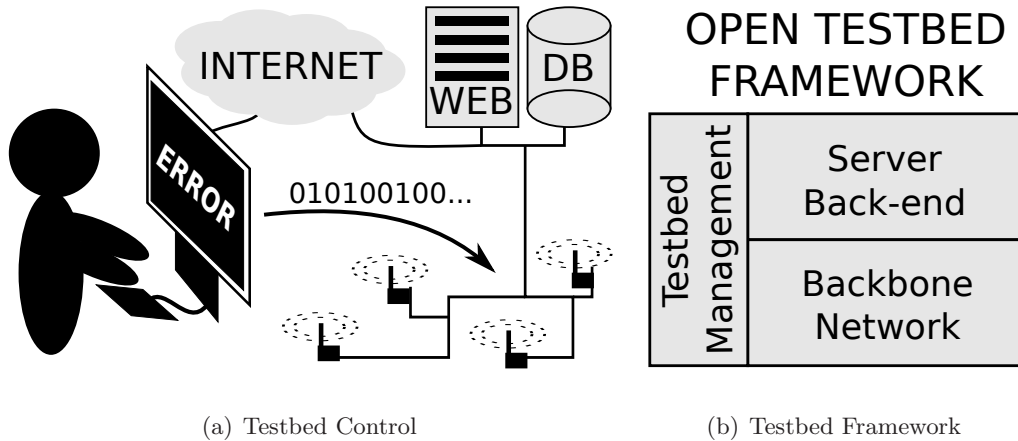 INTERNET
WEB
DB
ERROR
010100100...
(a) Testbed Control
OPEN TESTBED
FRAMEWORK
Testbed
Management
Server
Back-end
Backbone
Network
(b) Testbed Framework